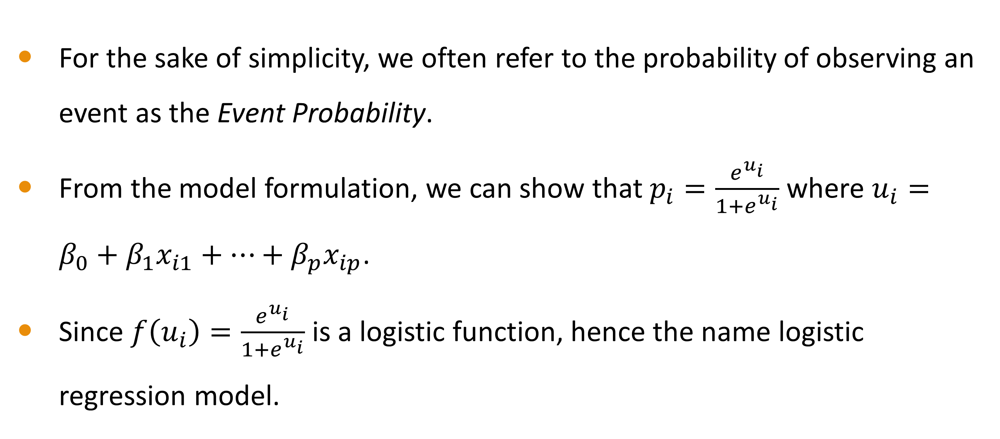 • For the sake of simplicity, we often refer to the probability of observing an
event as the Event Probability.
• From the model formulation, we can show that $p_i = \frac{e^{u_i}}{1+e^{u_i}}$ where $u_i =$
$\beta_0 + \beta_1 x_{i1} + \cdots + \beta_p x_{ip}.$
• Since $f(u_i) = \frac{e^{u_i}}{1+e^{u_i}}$ is a logistic function, hence the name logistic
regression model.